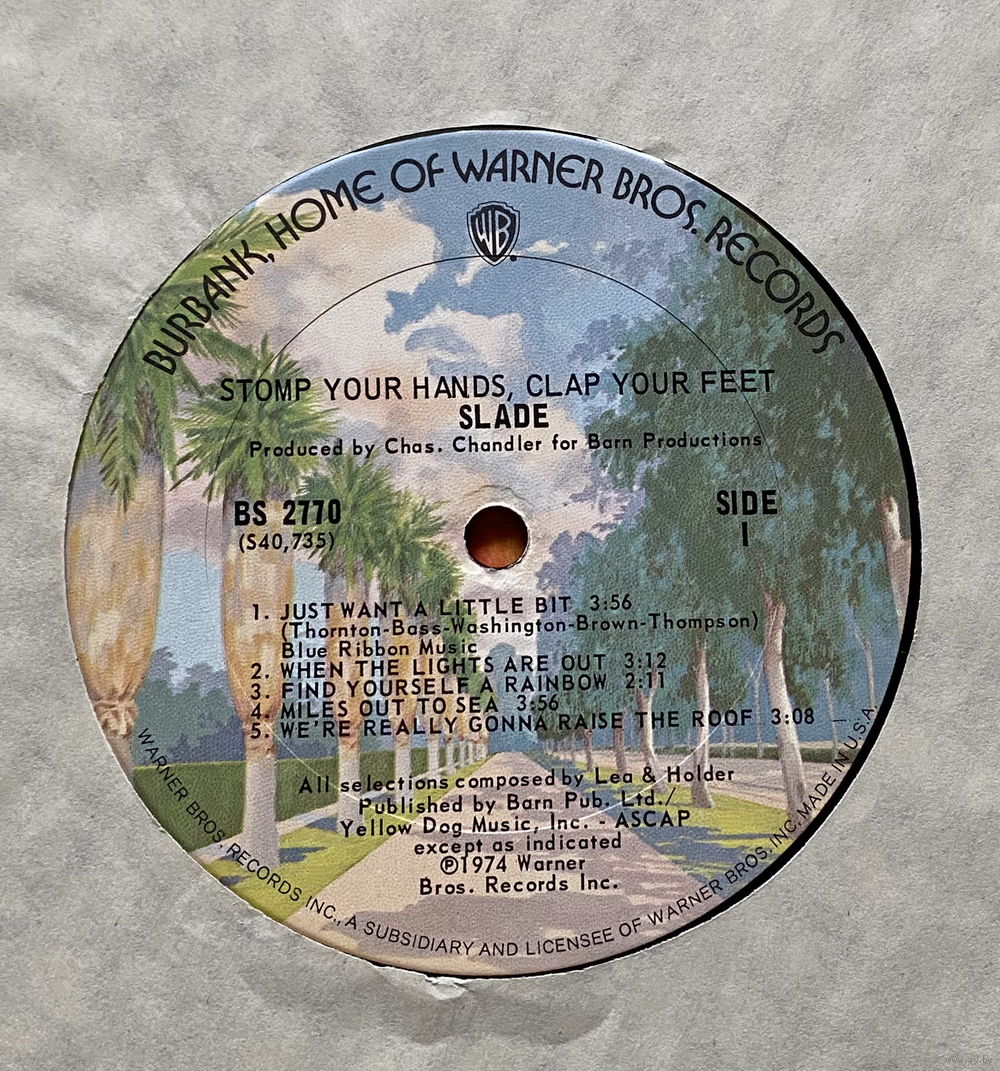 BURBANK, HOME OF WARNER BROS. RECORDS
WB
STOMP YOUR HANDS, CLAP YOUR FEET
SLADE
Produced by Chas. Chandler for Barn Productions
BS 2770
(S40,735)
SIDE
1
1. JUST WANT A LITTLE BIT 3:56
(Thornton-Bass-Washington-Brown-Thompson)
Blue Ribbon Music
2. WHEN THE LIGHTS ARE OUT 3:12
3. FIND YOURSELF A RAINBOW 2:11
4. MILES OUT TO SEA 3:56
5. WE'RE REALLY GONNA RAISE THE ROOF 3:08
All selections composed by Lea & Holder
Published by Barn Pub. Ltd./
Yellow Dog Music, Inc. - ASCAP
except as indicated
℗1974 Warner
Bros. Records Inc.
WARNER BROS. RECORDS INC., A SUBSIDIARY AND LICENSEE OF WARNER BROS. INC. MADE IN U.S.A.
www.ay.by